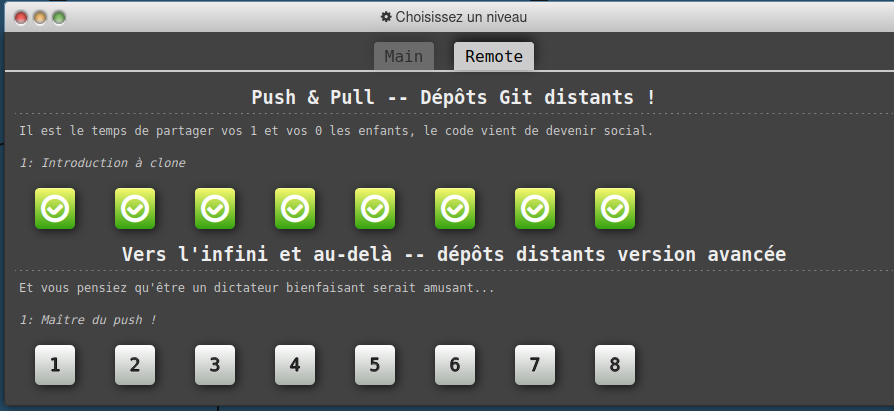 Choisissez un niveau
Main Remote
Push & Pull -- Dépôts Git distants !
Il est le temps de partager vos 1 et vos 0 les enfants, le code vient de devenir social.
1: Introduction à clone
Vers l'infini et au-delà -- dépôts distants version avancée
Et vous pensiez qu'être un dictateur bienfaisant serait amusant...
1: Maître du push !
1 2 3 4 5 6 7 8